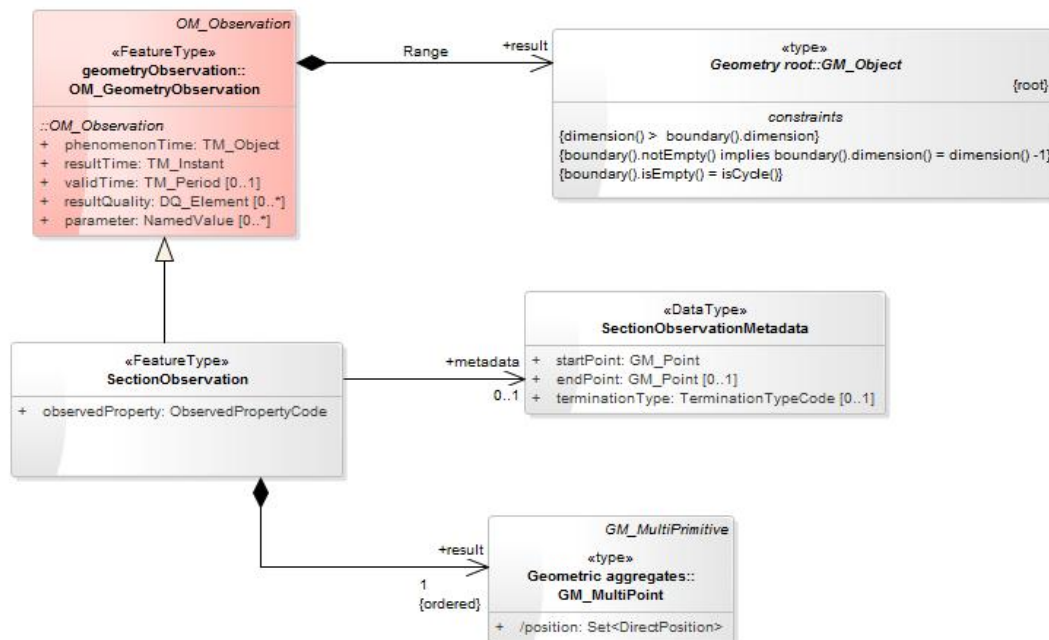 OM_Observation
«FeatureType»
geometryObservation::
OM_GeometryObservation
::OM_Observation
+ phenomenonTime: TM_Object
+ resultTime: TM_Instant
+ validTime: TM_Period [0..1]
+ resultQuality: DQ_Element [0..*]
+ parameter: NamedValue [0..*]
Range
+result
«type»
Geometry root::GM_Object
{root}
constraints
{dimension() > boundary().dimension}
{boundary().notEmpty() implies boundary().dimension() = dimension() -1}
{boundary().isEmpty() = isCycle()}
«FeatureType»
SectionObservation
+ observedProperty: ObservedPropertyCode
+metadata
0..1
«DataType»
SectionObservationMetadata
+ startPoint: GM_Point
+ endPoint: GM_Point [0..1]
+ terminationType: TerminationTypeCode [0..1]
+result
1
{ordered}
GM_MultiPrimitive
«type»
Geometric aggregates::
GM_MultiPoint
+ /position: Set<DirectPosition>